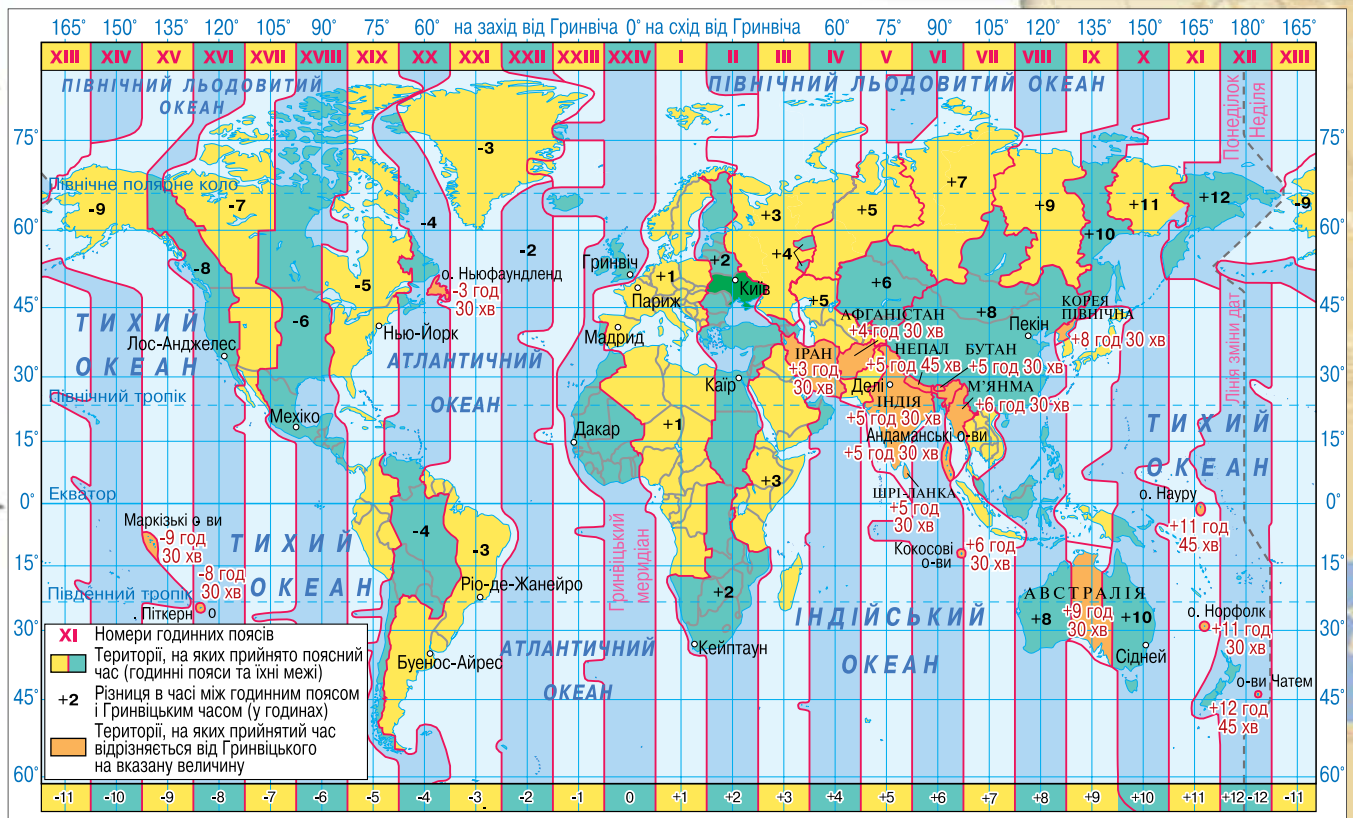 165° 150° 135° 120° 105° 90° 75° 60° на захід від Гринвіча 0° на схід від Гринвіча 60° 75° 90° 105° 120° 135° 150° 165° 180° 165°
XIII XIV XV XVI XVII XVIII XIX XX XXI XXII XXIII XXIV I II III IV V VI VII VIII IX X XI XII XIII
ПІВНІЧНИЙ ЛЬОДОВИТИЙ
ОКЕАН
ПІВНІЧНИЙ ЛЬОДОВИТИЙ ОКЕАН
Понеділок
Неділя
75° 75°
-3
Північне полярне коло
-9 -7 -4 +3 +5 +7 +9 +11 +12 -9
60° 60°
-8 -5 -2 +1 +2 +4 +6 +10
о. Ньюфаундленд
-3 год
30 хв
Гринвіч
Париж
Київ
Мадрид
45° 45°
-6 +5 +8
ТИХИЙ
ОКЕАН
Лос-Анджелес
Нью-Йорк
АТЛАНТИЧНИЙ
ОКЕАН
АФГАНІСТАН
+4 год 30 хв
ІРАН
+3 год
30 хв
НЕПАЛ
+5 год 45 хв
БУТАН
+5 год 30 хв
Пекін
КОРЕЯ
ПІВНІЧНА
+8 год 30 хв
Лінія зміни дат
30° 30°
Північний тропік
Мехіко
Каїр
Делі
ІНДІЯ
+5 год 30 хв
М'ЯНМА
+6 год 30 хв
Андаманські о-ви
+5 год 30 хв
ТИХИЙ
ОКЕАН
15° 15°
Дакар
+1
+3
ШРІ-ЛАНКА
+5 год
30 хв
Екватор
0° 0°
о. Науру
+11 год
45 хв
Маркізькі о-ви
-9 год
30 хв
ТИХИЙ
ОКЕАН
-4
-3
Гринвіцький
меридіан
Кокосові
о-ви
+6 год
30 хв
15° 15°
-8 год
30 хв
Південний тропік
. Піткерн о
Ріо-де-Жанейро
+2
ІНДІЙСЬКИЙ
ОКЕАН
АВСТРАЛІЯ
+8
+9 год
30 хв
+10
Сідней
о. Норфолк
+11 год
30 хв
30° 30°
Буенос-Айрес
АТЛАНТИЧНИЙ
ОКЕАН
Кейптаун
о-ви Чатем
+12 год
45 хв
45° 45°
60° 60°
XI Номери годинних поясів
Території, на яких прийнято поясний
час (годинні пояси та їхні межі)
+2 Різниця в часі між годинним поясом
і Гринвіцьким часом (у годинах)
Території, на яких прийнятий час
відрізняється від Гринвіцького
на вказану величину
-11 -10 -9 -8 -7 -6 -5 -4 -3 -2 -1 0 +1 +2 +3 +4 +5 +6 +7 +8 +9 +10 +11 +12 -12 -11